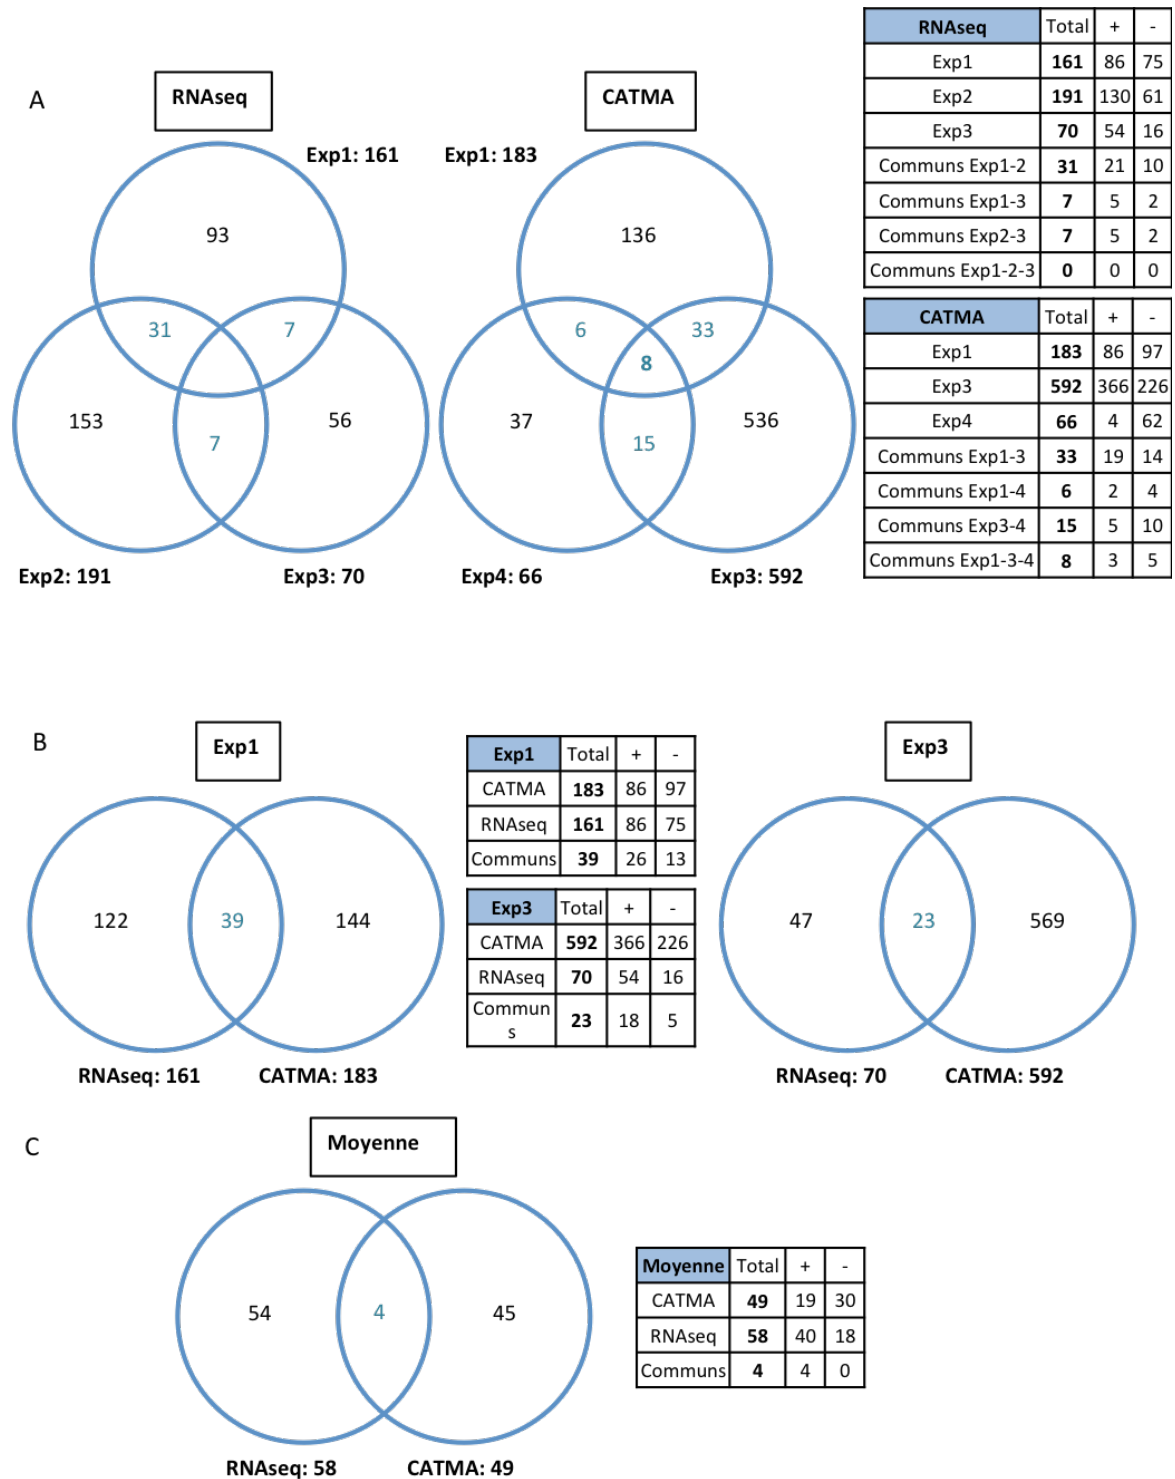 A
RNAseq
CATMA
Exp1: 161
Exp1: 183
93
136
31
7
6
33
8
153
7
56
37
15
536
Exp2: 191
Exp3: 70
Exp4: 66
Exp3: 592
RNAseq Total + -
Exp1 161 86 75
Exp2 191 130 61
Exp3 70 54 16
Communs Exp1-2 31 21 10
Communs Exp1-3 7 5 2
Communs Exp2-3 7 5 2
Communs Exp1-2-3 0 0 0
CATMA Total + -
Exp1 183 86 97
Exp3 592 366 226
Exp4 66 4 62
Communs Exp1-3 33 19 14
Communs Exp1-4 6 2 4
Communs Exp3-4 15 5 10
Communs Exp1-3-4 8 3 5
B
Exp1
122
39
144
RNAseq: 161
CATMA: 183
Exp1 Total + -
CATMA 183 86 97
RNAseq 161 86 75
Communs 39 26 13
Exp3 Total + -
CATMA 592 366 226
RNAseq 70 54 16
Commun
s 23 18 5
Exp3
47
23
569
RNAseq: 70
CATMA: 592
C
Moyenne
54
4
45
RNAseq: 58
CATMA: 49
Moyenne Total + -
CATMA 49 19 30
RNAseq 58 40 18
Communs 4 4 0